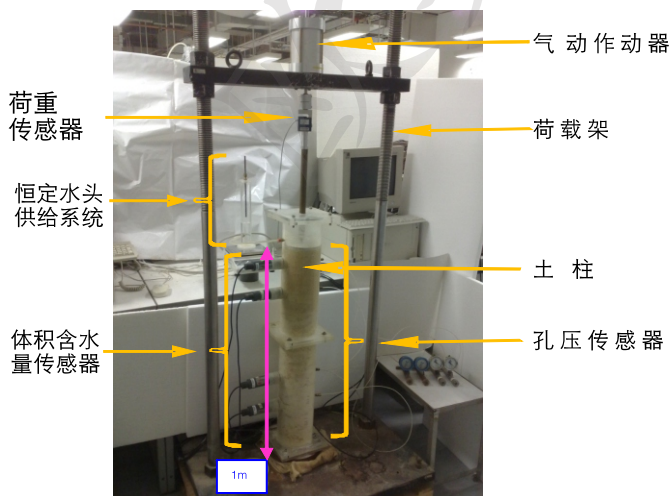 气动作动器
荷重
传感器
荷载架
恒定水头
供给系统
土柱
体积含水
量传感器
孔压传感器
1m